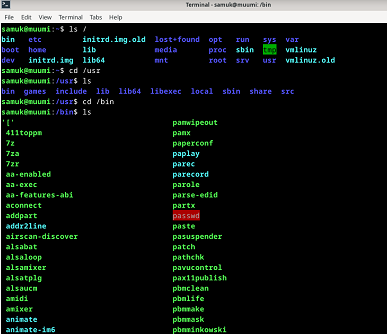 Terminal - samuk@muumi: /bin
File Edit View Terminal Tabs Help
samuk@muumi:~$ ls /
bin etc initrd.img.old lost+found opt run sys var
boot home lib media proc sbin tmp vmlinuz
dev initrd.img lib64 mnt root srv usr vmlinuz.old
samuk@muumi:~$ cd /usr
samuk@muumi:/usr$ ls
bin games include lib lib64 libexec local sbin share src
samuk@muumi:/usr$ cd /bin
samuk@muumi:/bin$ ls
'[' panwipeout
411toppm pamx
7z paperconf
7za paplay
7zr parec
aa-enabled parecord
aa-exec parole
aa-features-abi parse-edid
aconnect partx
addpart passwd
addr2line paste
airscan-discover pasuspender
alsabat patch
alsaloop pathchk
alsamixer pavucontrol
alsatplg pax11publish
alsaucm pbmclean
amidi pbmlife
amixer pbmmake
animate pbmmask
animate-im6 pbmminkowski